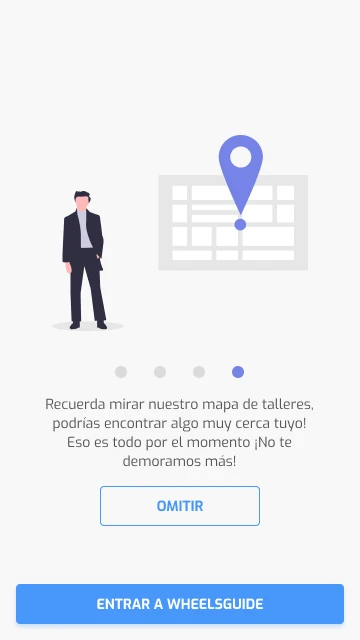 Recuerda mirar nuestro mapa de talleres,
podrías encontrar algo muy cerca tuyo!
Eso es todo por el momento ¡No te
demoramos más!
OMITIR
ENTRAR A WHEELSGUIDE